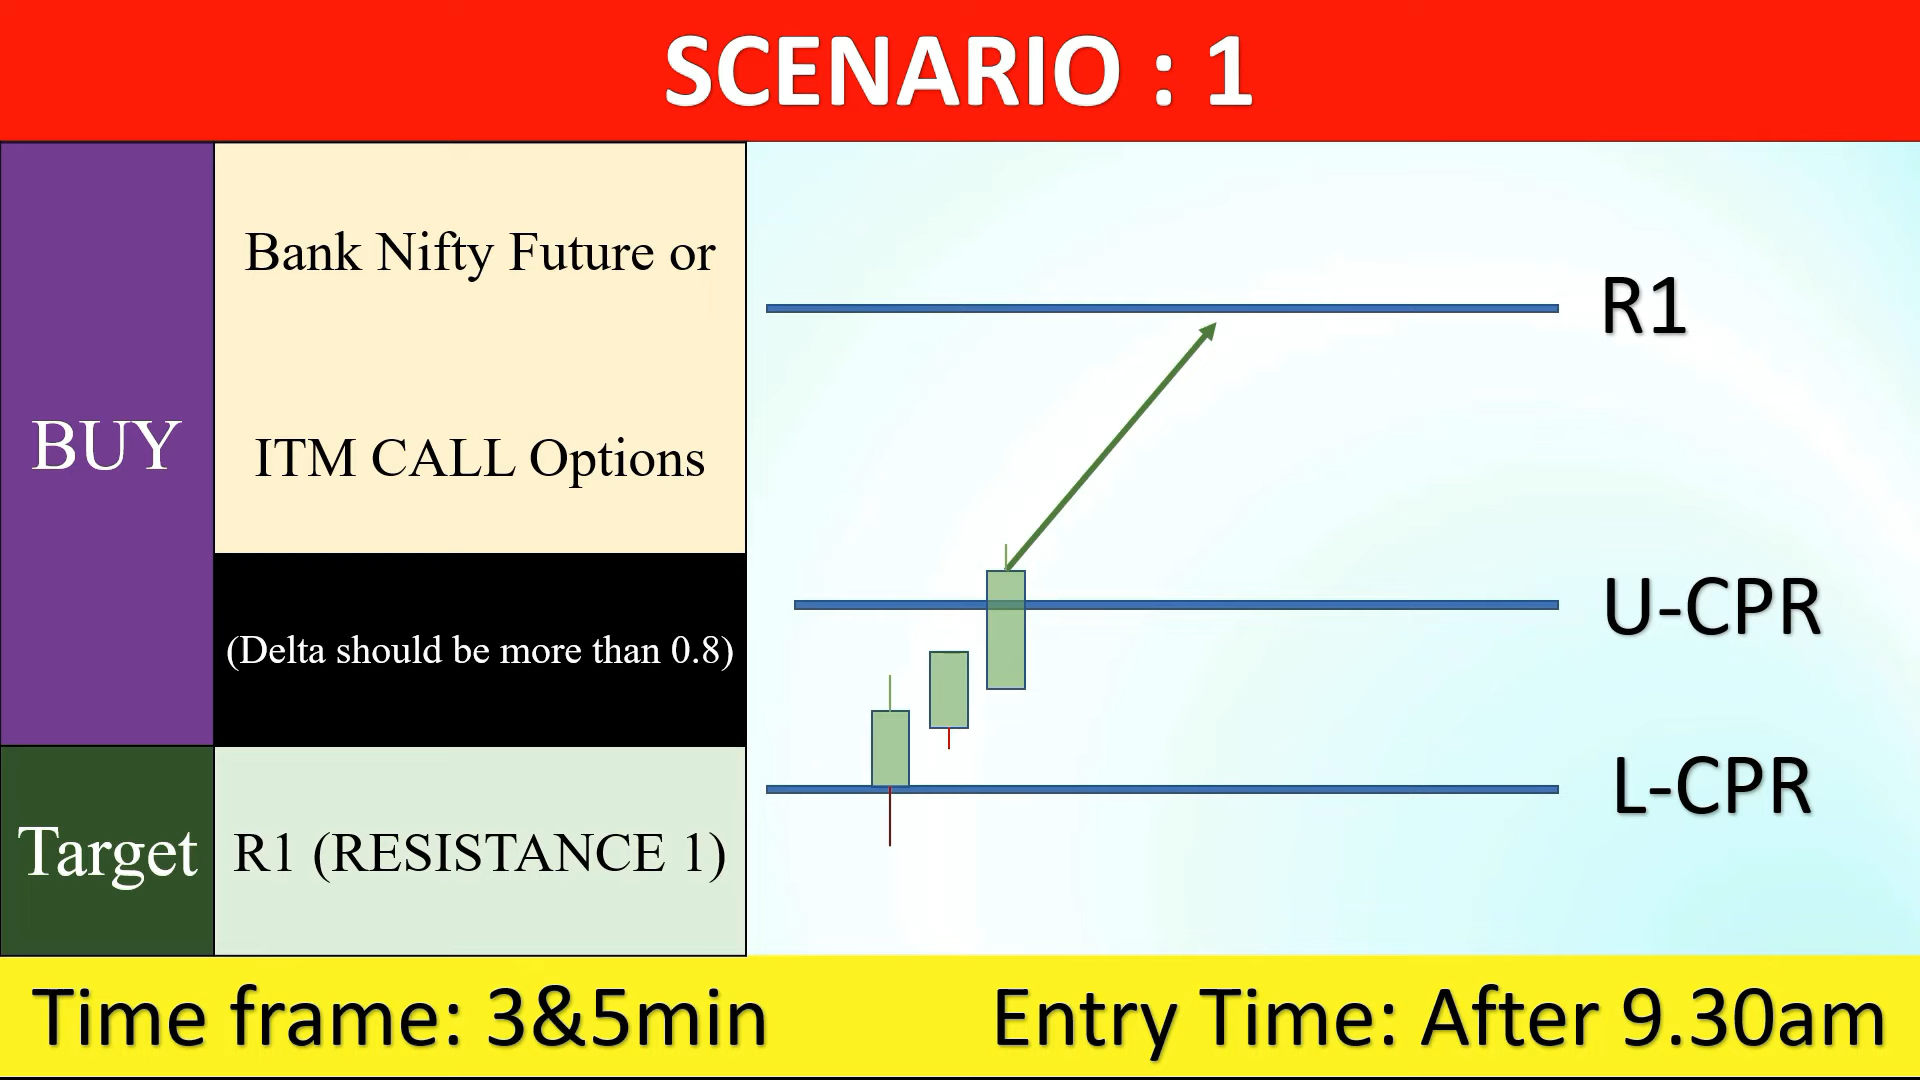 SCENARIO : 1
BUY
Bank Nifty Future or
ITM CALL Options
(Delta should be more than 0.8)
Target
R1 (RESISTANCE 1)
R1
U-CPR
L-CPR
Time frame: 3&5min
Entry Time: After 9.30am